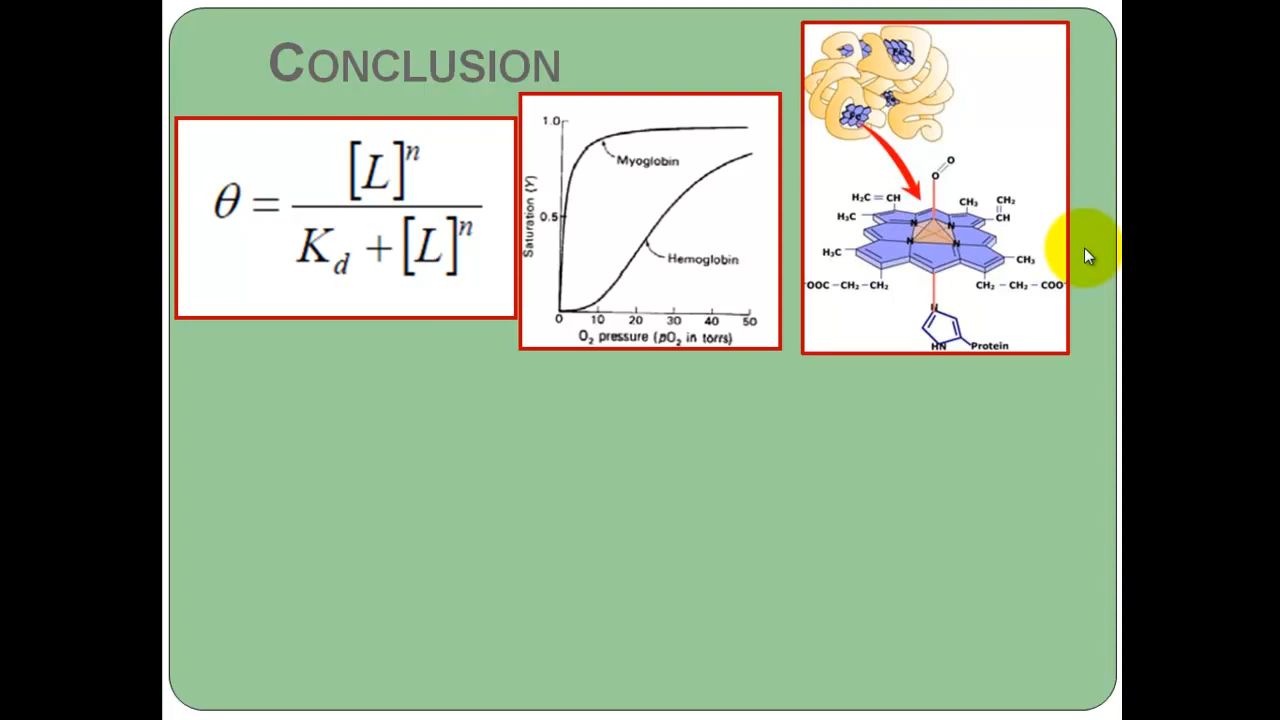 CONCLUSION
θ = [L]ⁿ / K_d + [L]ⁿ
1.0
Myoglobin
0.5
Saturation (Y)
Hemoglobin
0 10 20 30 40 50
O₂ pressure (pO₂ in torrs)
O
O
H₂C = CH
CH₃
CH₂
H₃C
CH
N
N
N
N
H₃C
CH₃
OOC – CH₂ – CH₂
CH₂ – CH₂ – COO
N
HN
Protein